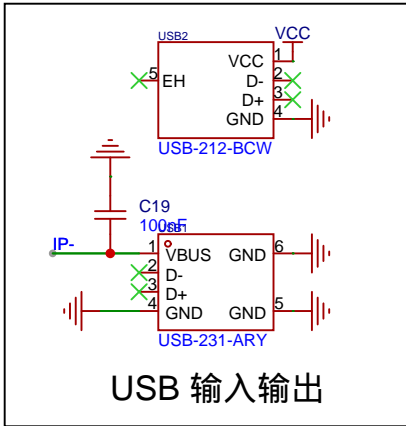 USB2
VCC
VCC 1
5 EH
D- 2
D+ 3
GND 4
USB-212-BCW
C19
100nF
USB1
IP-
1 VBUS GND 6
2 D-
3 D+
4 GND GND 5
USB-231-ARY
USB 输入输出